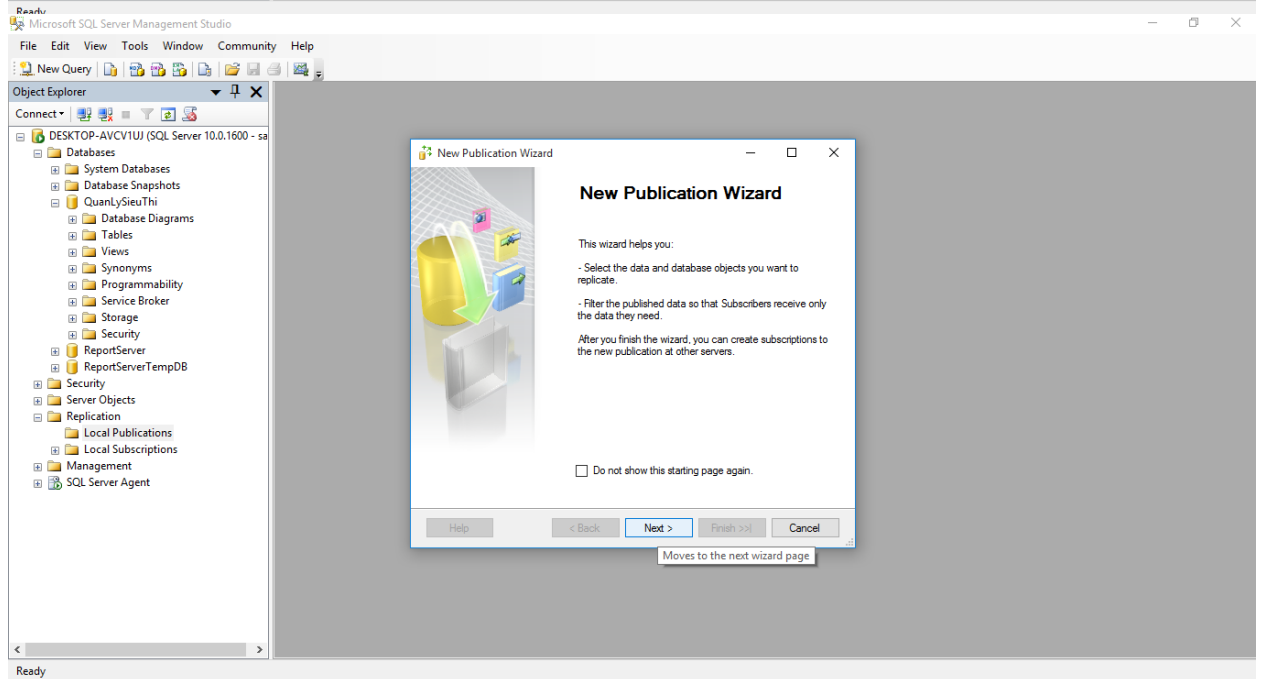 Ready
Microsoft SQL Server Management Studio
File Edit View Tools Window Community Help
New Query
Object Explorer
Connect
DESKTOP-AVCV1UJ (SQL Server 10.0.1600 - sa
Databases
System Databases
Database Snapshots
QuanLySieuThi
Database Diagrams
Tables
Views
Synonyms
Programmability
Service Broker
Storage
Security
ReportServer
ReportServerTempDB
Security
Server Objects
Replication
Local Publications
Local Subscriptions
Management
SQL Server Agent
New Publication Wizard
New Publication Wizard
This wizard helps you:
- Select the data and database objects you want to
replicate.
- Filter the published data so that Subscribers receive only
the data they need.
After you finish the wizard, you can create subscriptions to
the new publication at other servers.
Do not show this starting page again.
Help < Back Next > Finish >>| Cancel
Moves to the next wizard page
Ready